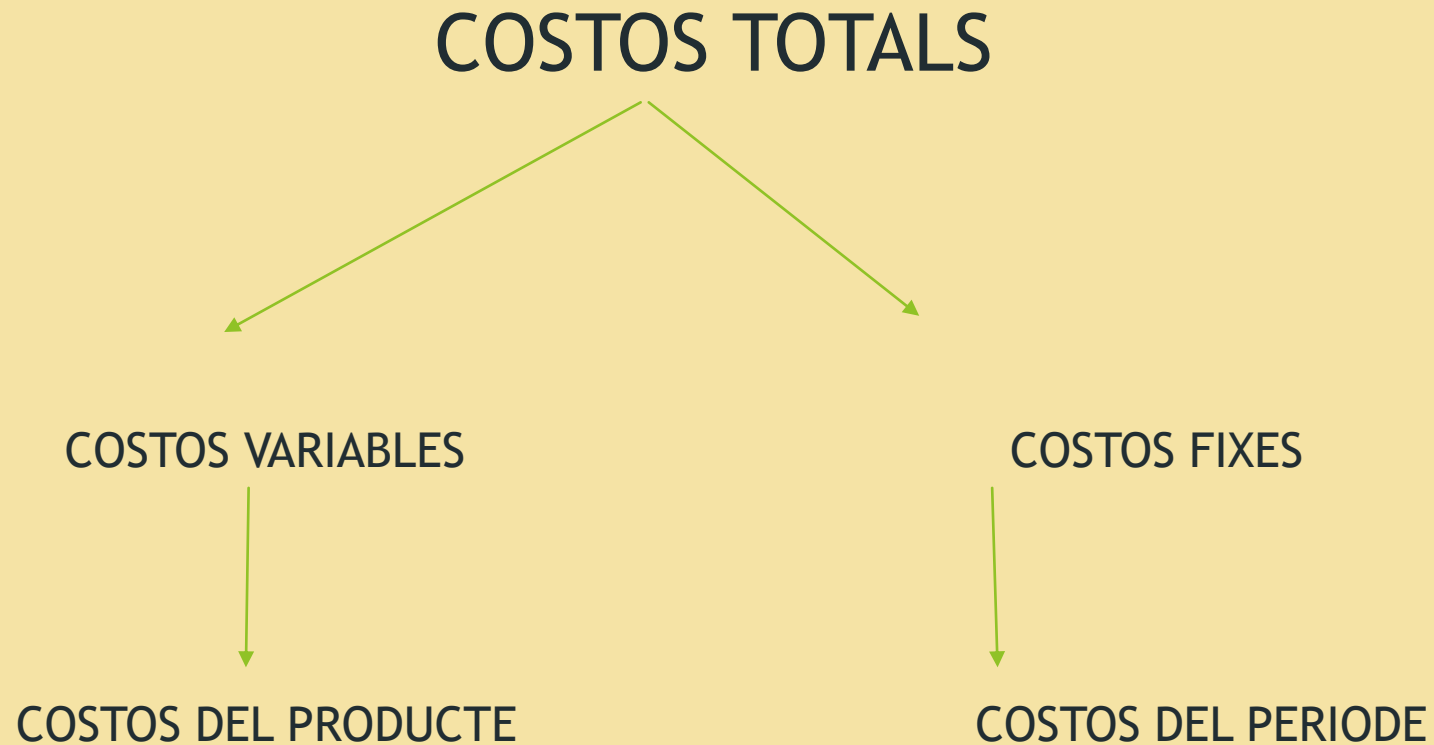 COSTOS TOTALS
COSTOS VARIABLES
COSTOS FIXES
COSTOS DEL PRODUCTE
COSTOS DEL PERIODE